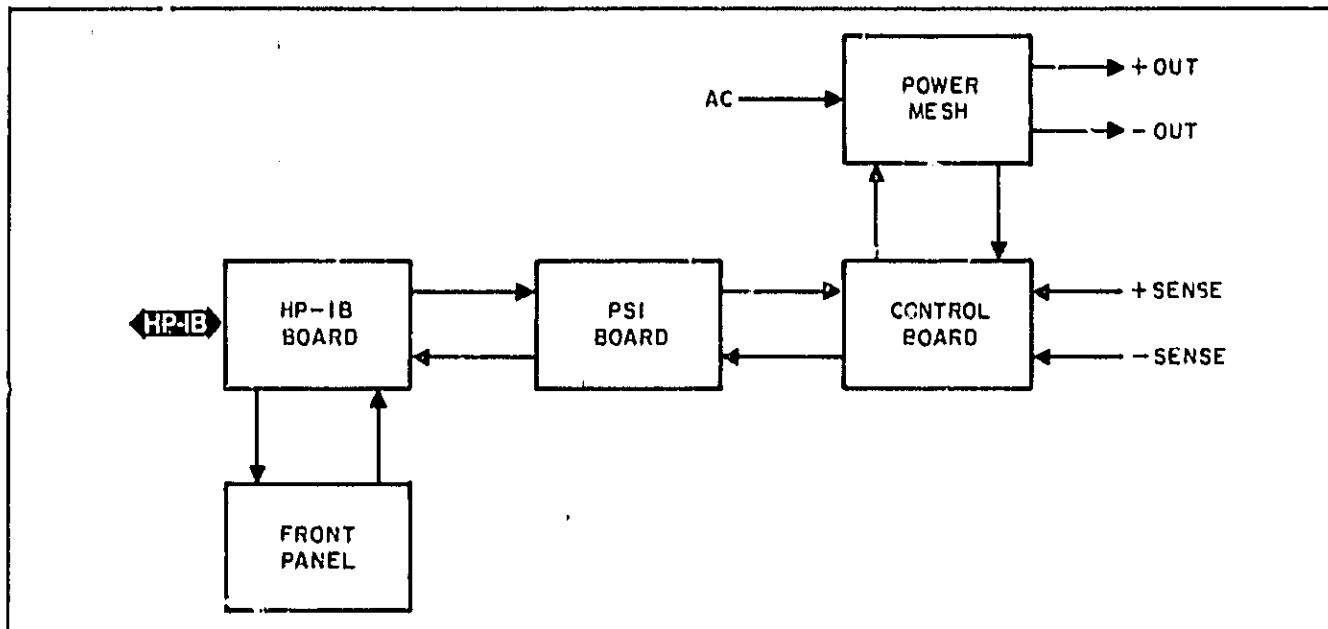 POWER
MESH
AC
+ OUT
- OUT
HP-IB
HP-IB
BOARD
PSI
BOARD
CONTROL
BOARD
+ SENSE
- SENSE
FRONT
PANEL